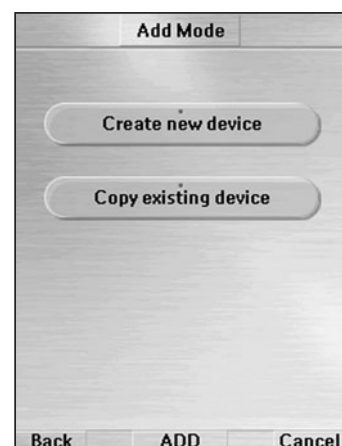 Add Mode
Create new device
Copy existing device
Back ADD Cancel